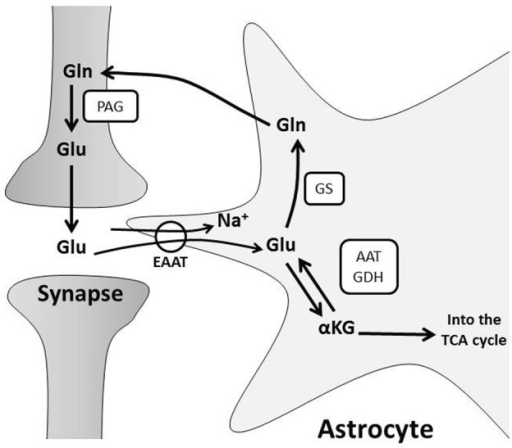 Gln
PAG
Glu
Gln
GS
Na⁺
Glu
Glu
EAAT
AAT
GDH
Synapse
αKG
Into the
TCA cycle
Astrocyte